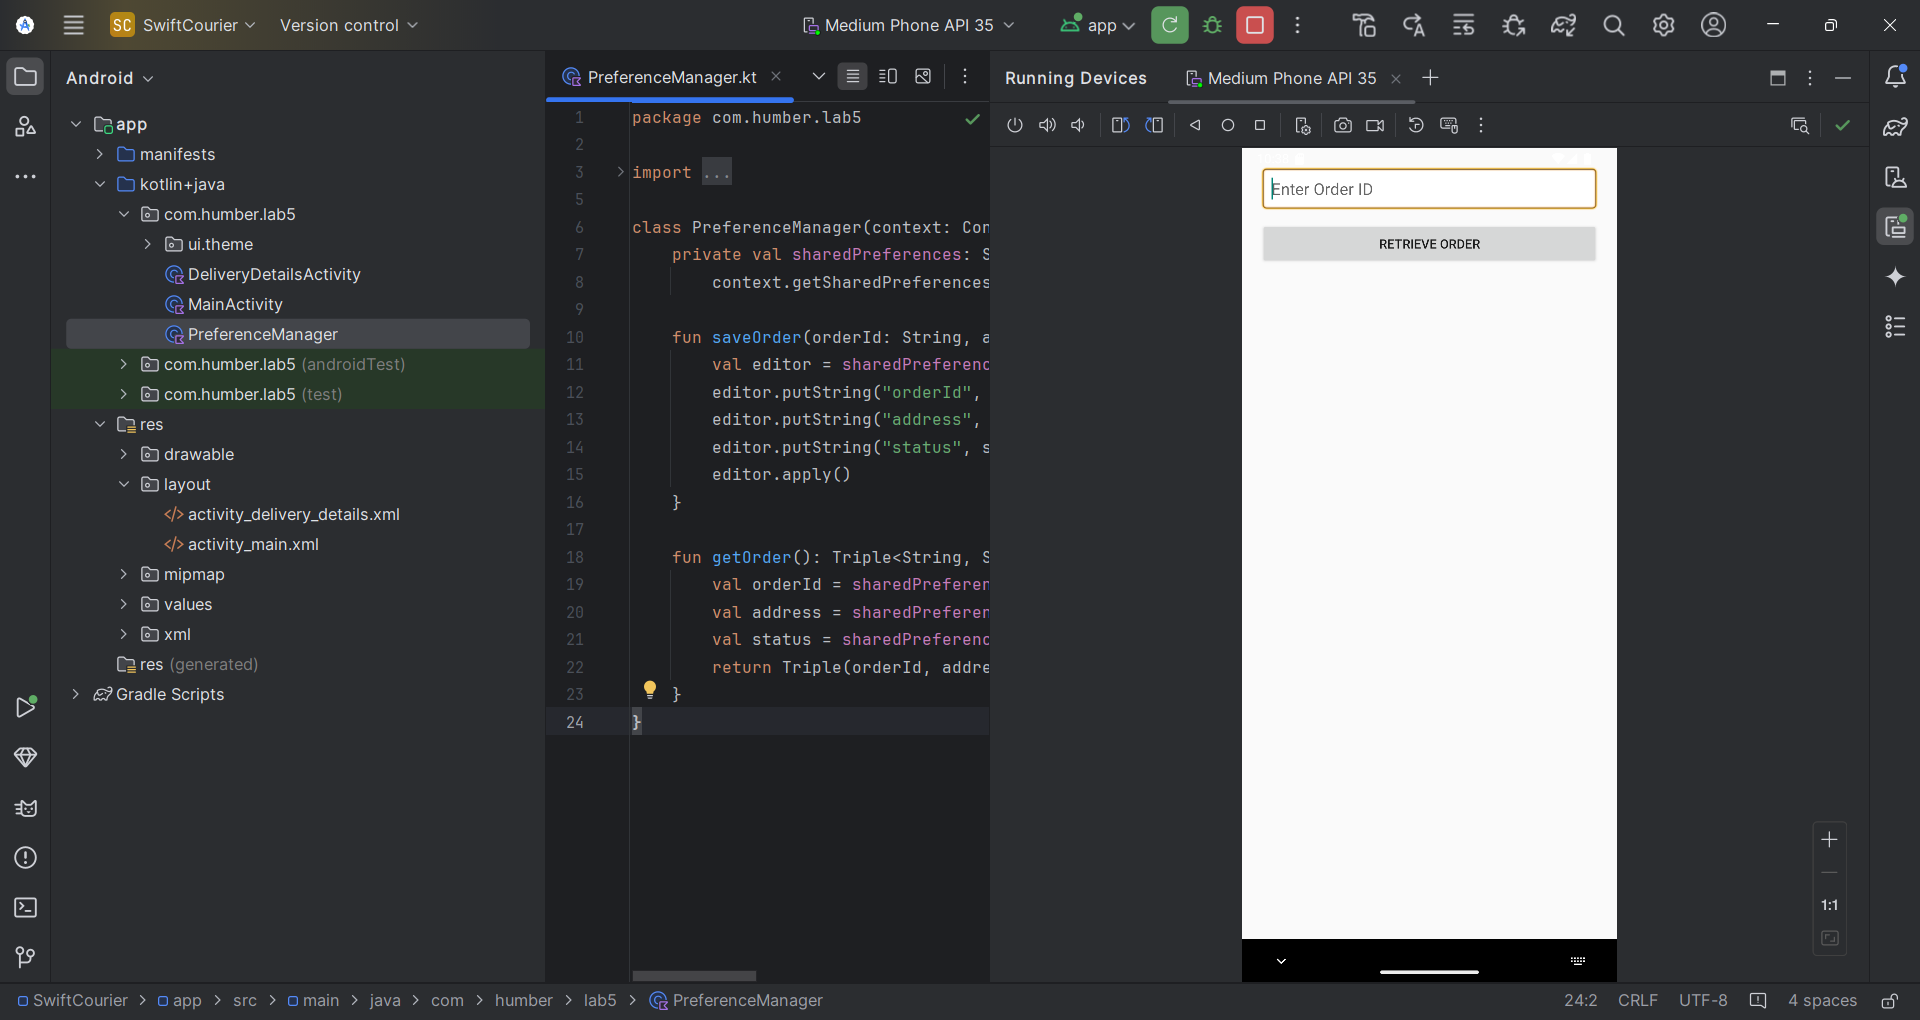 SC SwiftCourier Version control Medium Phone API 35 app
Android
app
manifests
kotlin+java
com.humber.lab5
ui.theme
DeliveryDetailsActivity
MainActivity
PreferenceManager
com.humber.lab5 (androidTest)
com.humber.lab5 (test)
res
drawable
layout
activity_delivery_details.xml
activity_main.xml
mipmap
values
xml
res (generated)
Gradle Scripts
PreferenceManager.kt
1 package com.humber.lab5
2
3 import ...
5
6 class PreferenceManager(context: Con
7 private val sharedPreferences: S
8 context.getSharedPreferences
9
10 fun saveOrder(orderId: String, a
11 val editor = sharedPreferenc
12 editor.putString("orderId",
13 editor.putString("address",
14 editor.putString("status", s
15 editor.apply()
16 }
17
18 fun getOrder(): Triple<String, S
19 val orderId = sharedPreferen
20 val address = sharedPreferen
21 val status = sharedPreferenc
22 return Triple(orderId, addre
23 }
24 }
Running Devices Medium Phone API 35
Enter Order ID
RETRIEVE ORDER
1:1
SwiftCourier app src main java com humber lab5 PreferenceManager
24:2 CRLF UTF-8 4 spaces